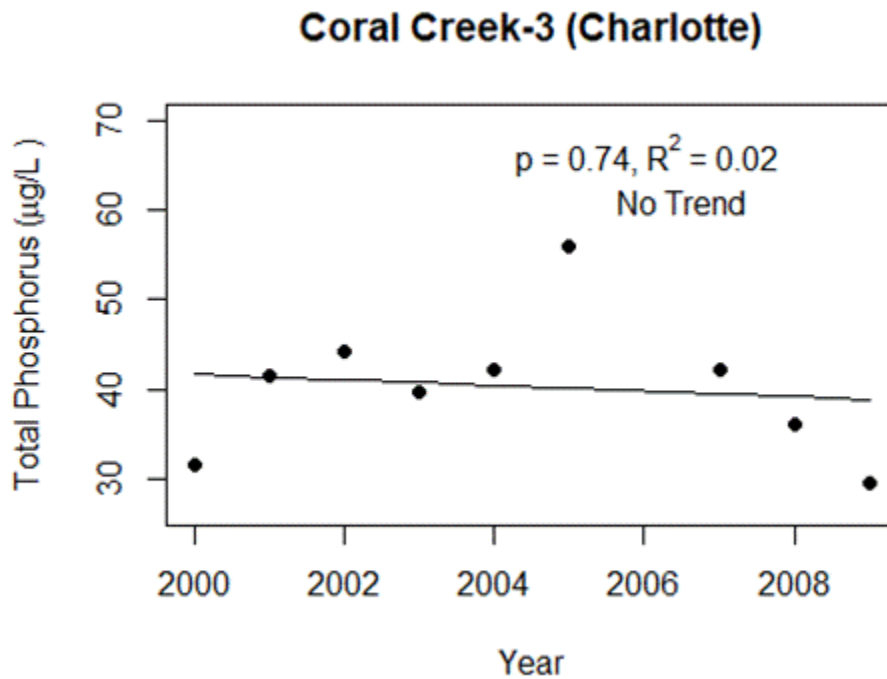 Coral Creek-3 (Charlotte)
Total Phosphorus (µg/L )
70
60
50
40
30
p = 0.74, R² = 0.02
No Trend
2000 2002 2004 2006 2008
Year